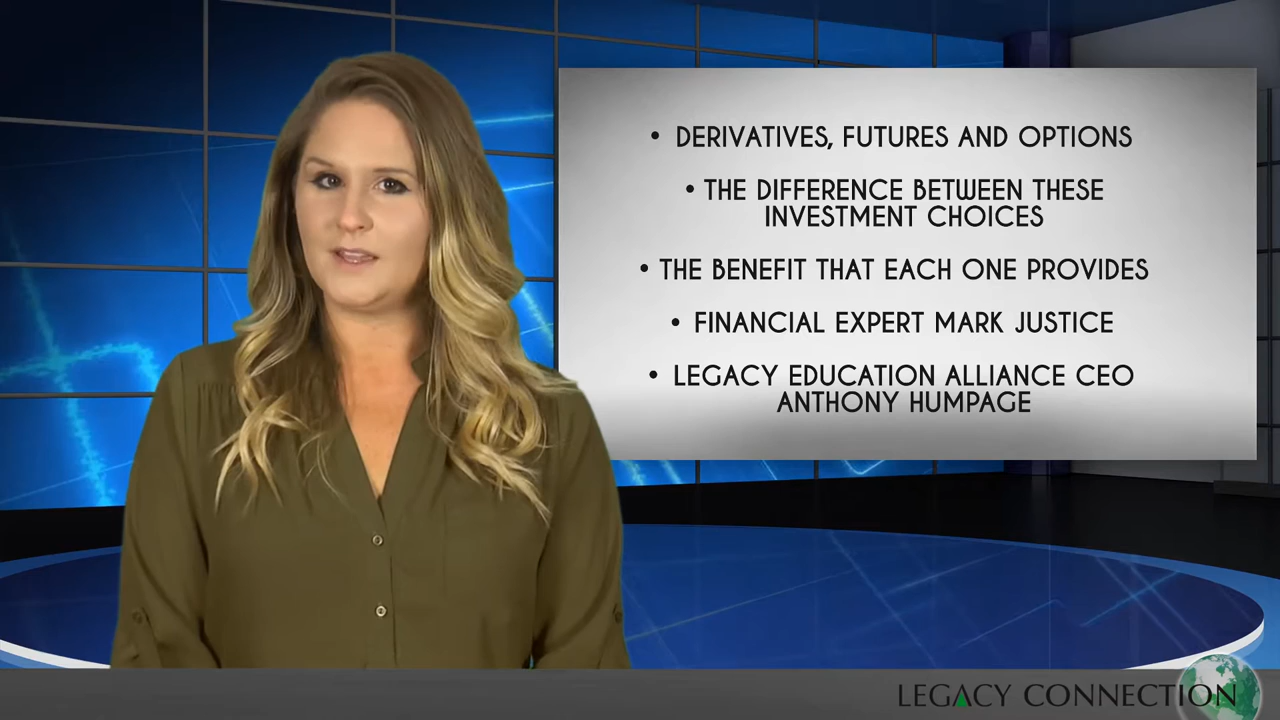 • DERIVATIVES, FUTURES AND OPTIONS
• THE DIFFERENCE BETWEEN THESE
INVESTMENT CHOICES
• THE BENEFIT THAT EACH ONE PROVIDES
• FINANCIAL EXPERT MARK JUSTICE
• LEGACY EDUCATION ALLIANCE CEO
ANTHONY HUMPAGE
LEGACY CONNECTION